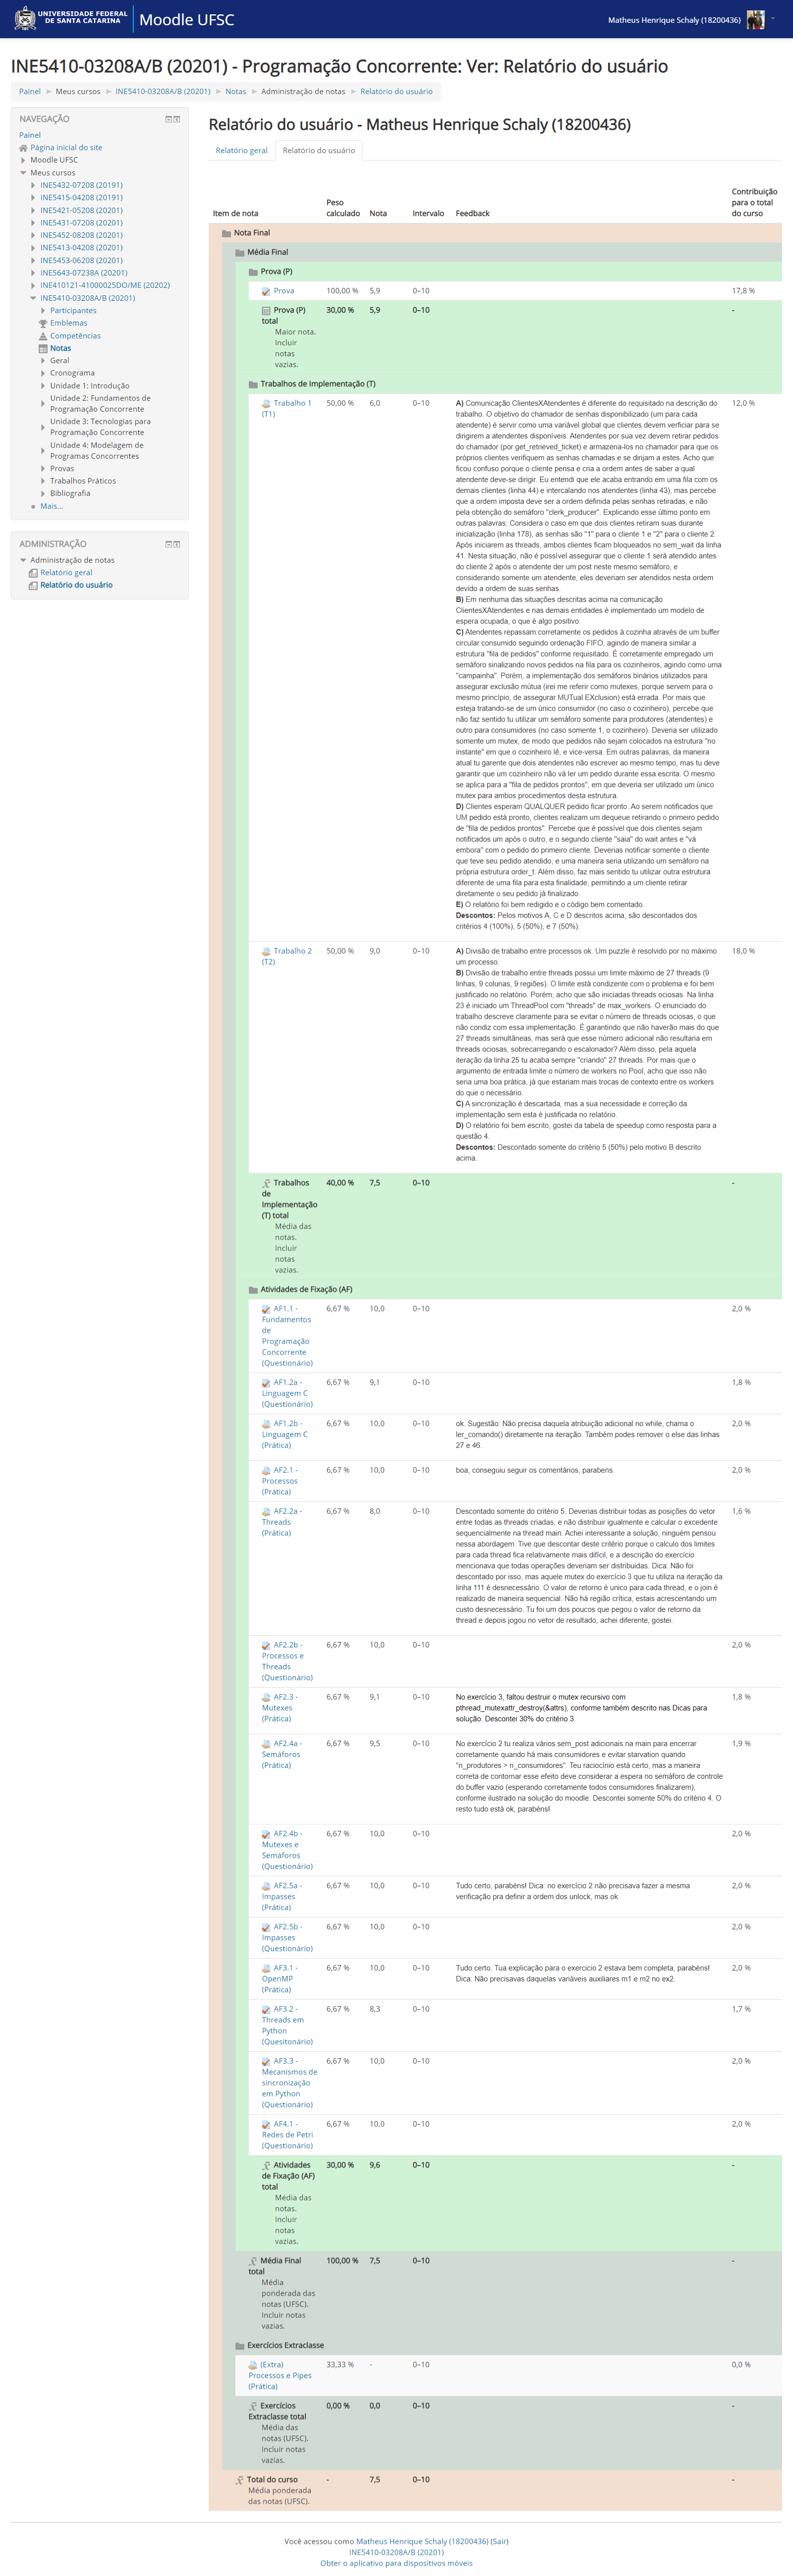 UNIVERSIDADE FEDERAL
DE SANTA CATARINA
Moodle UFSC
Matheus Henrique Schaly (18200436)
INE5410-03208A/B (20201) - Programação Concorrente: Ver: Relatório do usuário
Painel ► Meus cursos ► INE5410-03208A/B (20201) ► Notas ► Administração de notas ► Relatório do usuário
NAVEGAÇÃO
Painel
Página inicial do site
Moodle UFSC
Meus cursos
INE5432-07208 (20191)
INE5415-04208 (20191)
INE5421-05208 (20201)
INE5431-07208 (20201)
INE5452-08208 (20201)
INE5413-04208 (20201)
INE5453-06208 (20201)
INE5643-07238A (20201)
INE410121-41000025DO/ME (20202)
INE5410-03208A/B (20201)
Participantes
Emblemas
Competências
Notas
Geral
Cronograma
Unidade 1: Introdução
Unidade 2: Fundamentos de
Programação Concorrente
Unidade 3: Tecnologias para
Programação Concorrente
Unidade 4: Modelagem de
Programas Concorrentes
Provas
Trabalhos Práticos
Bibliografia
Mais...
ADMINISTRAÇÃO
Administração de notas
Relatório geral
Relatório do usuário
Relatório do usuário - Matheus Henrique Schaly (18200436)
Relatório geral
Relatório do usuário
Item de nota
Peso
calculado
Nota
Intervalo
Feedback
Contribuição
para o total
do curso
Nota Final
Média Final
Prova (P)
Prova 100,00 % 5,9 0–10 17,8 %
Prova (P) 30,00 % 5,9 0–10 -
total
Maior nota.
Incluir
notas
vazias.
Trabalhos de Implementação (T)
Trabalho 1
(T1)
50,00 % 6,0 0–10
A) Comunicação ClientesXAtendentes é diferente do requisitado na descrição do
trabalho. O objetivo do chamador de senhas disponibilizado (um para cada
atendente) é servir como uma variável global que clientes devem verficiar para se
dirigirem a atendentes disponíveis. Atendentes por sua vez devem retirar pedidos
do chamador (por get_retrieved_ticket) e armazena-los no chamador para que os
próprios clientes verifiquem as senhas chamadas e se dirijam a estes. Acho que
ficou confuso porque o cliente pensa e cria a ordem antes de saber a qual
atendente deve-se dirigir. Eu entendi que ele acaba entrando em uma fila com os
demais clientes (linha 44) e intercalando nos atendentes (linha 43), mas percebe
que a ordem imposta deve ser a ordem definida pelas senhas retiradas, e não
pela obtenção do semáforo "clerk_producer". Explicando esse último ponto em
outras palavras: Considera o caso em que dois clientes retiram suas durante
inicialização (linha 178), as senhas são "1" para o cliente 1 e "2" para o cliente 2.
Após iniciarem as threads, ambos clientes ficam bloqueados no sem_wait da linha
41. Nesta situação, não é possível assegurar que o cliente 1 será atendido antes
do cliente 2 após o atendente der um post neste mesmo semáforo, e
considerando somente um atendente, eles deveriam ser atendidos nesta ordem
devido a ordem de suas senhas.
B) Em nenhuma das situações descritas acima na comunicação
ClientesXAtendentes e nas demais entidades é implementado um modelo de
espera ocupada, o que é algo positivo.
C) Atendentes repassam corretamente os pedidos à cozinha através de um buffer
circular consumido seguindo ordenação FIFO, agindo de maneira similar a
estrutura "fila de pedidos" conforme requisitado. É corretamente empregado um
semáforo sinalizando novos pedidos na fila para os cozinheiros, agindo como uma
"campainha". Porém, a implementação dos semáforos binários utilizados para
assegurar exclusão mútua (irei me referir como mutexes, porque servem para o
mesmo princípio, de assegurar MUTual EXclusion) está errada. Por mais que
esteja tratando-se de um único consumidor (no caso o cozinheiro), percebe que
não faz sentido tu utilizar um semáforo somente para produtores (atendentes) e
outro para consumidores (no caso somente 1, o cozinheiro). Deveria ser utilizado
somente um mutex, de modo que pedidos não sejam colocados na estrutura "no
instante" em que o cozinheiro lê, e vice-versa. Em outras palavras, da maneira
atual tu garente que dois atendentes não escrever ao mesmo tempo, mas tu deve
garantir que um cozinheiro não vá ler um pedido durante essa escrita. O mesmo
se aplica para a "fila de pedidos prontos", em que deveria ser utilizado um único
mutex para ambos procedimentos desta estrutura.
D) Clientes esperam QUALQUER pedido ficar pronto. Ao serem notificados que
UM pedido está pronto, clientes realizam um dequeue retirando o primeiro pedido
de "fila de pedidos prontos". Percebe que é possível que dois clientes sejam
notificados um após o outro, e o segundo cliente "saia" do wait antes e "vá
embora" com o pedido do primeiro cliente. Deverias notificar somente o cliente
que teve seu pedido atendido, e uma maneira seria utilizando um semáforo na
própria estrutura order_t. Além disso, faz mais sentido tu utilizar outra estrutura
diferente de uma fila para esta finalidade, permitindo a um cliente retirar
diretamente o seu pedido já finalizado.
E) O relatório foi bem redigido e o código bem comentado.
Descontos: Pelos motivos A, C e D descritos acima, são descontados dos
critérios 4 (100%), 5 (50%), e 7 (50%).
12,0 %
Trabalho 2
(T2)
50,00 % 9,0 0–10
A) Divisão de trabalho entre processos ok. Um puzzle é resolvido por no máximo
um processo.
B) Divisão de trabalho entre threads possui um limite máximo de 27 threads (9
linhas, 9 colunas, 9 regiões). O limite está condizente com o problema e foi bem
justificado no relatório. Porém, acho que são iniciadas threads ociosas. Na linha
23 é iniciado um ThreadPool com "threads" de max_workers. O enunciado do
trabalho descreve claramente para se evitar o número de threads ociosas, o que
não condiz com essa implementação. É garantindo que não haverão mais do que
27 threads simultâneas, mas será que esse número adicional não resultaria em
threads ociosas, sobrecarregando o escalonador? Além disso, pela aquela
iteração da linha 25 tu acaba sempre "criando" 27 threads. Por mais que o
argumento de entrada limite o número de workers no Pool, acho que isso não
seria uma boa prática, já que estariam mais trocas de contexto entre os workers
do que o necessário.
C) A sincronização é descartada, mas a sua necessidade e correção da
implementação sem esta é justificada no relatório.
D) O relatório foi bem escrito, gostei da tabela de speedup como resposta para a
questão 4.
Descontos: Descontado somente do critério 5 (50%) pelo motivo B descrito
acima.
18,0 %
Trabalhos 40,00 % 7,5 0–10 -
de
Implementação
(T) total
Média das
notas.
Incluir
notas
vazias.
Atividades de Fixação (AF)
AF1.1 - 6,67 % 10,0 0–10 2,0 %
Fundamentos
de
Programação
Concorrente
(Questionário)
AF1.2a - 6,67 % 9,1 0–10 1,8 %
Linguagem C
(Questionário)
AF1.2b -
Linguagem C
(Prática)
6,67 % 10,0 0–10
ok. Sugestão: Não precisa daquela atribuição adicional no while, chama o
ler_comando() diretamente na iteração. Também podes remover o else das linhas
27 e 46.
2,0 %
AF2.1 -
Processos
(Prática)
6,67 % 10,0 0–10 boa, conseguiu seguir os comentários, parabens. 2,0 %
AF2.2a -
Threads
(Prática)
6,67 % 8,0 0–10
Descontado somente do critério 5. Deverias distribuir todas as posições do vetor
entre todas as threads criadas, e não distribuir igualmente e calcular o excedente
sequencialmente na thread main. Achei interessante a solução, ninguém pensou
nessa abordagem. Tive que descontar deste critério porque o calculo dos limites
para cada thread fica relativamente mais difícil, e a descrição do exercício
mencionava que todas operações deveriam ser distribuídas. Dica: Não foi
descontado por isso, mas aquele mutex do exercício 3 que tu utiliza na iteração da
linha 111 é desnecessário. O valor de retorno é unico para cada thread, e o join é
realizado de maneira sequencial. Não há região crítica, estais acrescentando um
custo desnecessário. Tu foi um dos poucos que pegou o valor de retorno da
thread e depois jogou no vetor de resultado, achei diferente, gostei.
1,6 %
AF2.2b - 6,67 % 10,0 0–10 2,0 %
Processos e
Threads
(Questionário)
AF2.3 -
Mutexes
(Prática)
6,67 % 9,1 0–10
No exercício 3, faltou destruir o mutex recursivo com
pthread_mutexattr_destroy(&attrs), conforme também descrito nas Dicas para
solução. Descontei 30% do critério 3.
1,8 %
AF2.4a -
Semáforos
(Prática)
6,67 % 9,5 0–10
No exercício 2 tu realiza vários sem_post adicionais na main para encerrar
corretamente quando há mais consumidores e evitar starvation quando
"n_produtores > n_consumidores". Teu raciocínio está certo, mas a maneira
correta de contornar esse efeito deve considerar a espera no semáforo de controle
do buffer vazio (esperando corretamente todos consumidores finalizarem),
conforme ilustrado na solução do moodle. Descontei somente 50% do critério 4. O
resto tudo está ok, parabéns!
1,9 %
AF2.4b - 6,67 % 10,0 0–10 2,0 %
Mutexes e
Semáforos
(Questionário)
AF2.5a -
Impasses
(Prática)
6,67 % 10,0 0–10
Tudo certo, parabéns! Dica: no exercício 2 não precisava fazer a mesma
verificação pra definir a ordem dos unlock, mas ok.
2,0 %
AF2.5b - 6,67 % 10,0 0–10 2,0 %
Impasses
(Questionário)
AF3.1 -
OpenMP
(Prática)
6,67 % 10,0 0–10
Tudo certo. Tua explicação para o exercicio 2 estava bem completa, parabéns!
Dica: Não precisavas daquelas variáveis auxiliares m1 e m2 no ex2.
2,0 %
AF3.2 - 6,67 % 8,3 0–10 1,7 %
Threads em
Python
(Quesitonário)
AF3.3 - 6,67 % 10,0 0–10 2,0 %
Mecanismos de
sincronização
em Python
(Questionário)
AF4.1 - 6,67 % 10,0 0–10 2,0 %
Redes de Petri
(Questionário)
Atividades 30,00 % 9,6 0–10 -
de Fixação (AF)
total
Média das
notas.
Incluir
notas
vazias.
Média Final 100,00 % 7,5 0–10 -
total
Média
ponderada das
notas (UFSC).
Incluir notas
vazias.
Exercícios Extraclasse
(Extra) 33,33 % - 0–10 0,0 %
Processos e Pipes
(Prática)
Exercícios 0,00 % 0,0 0–10 -
Extraclasse total
Média das
notas (UFSC).
Incluir notas
vazias.
Total do curso - 7,5 0–10 -
Média ponderada
das notas (UFSC).
Você acessou como Matheus Henrique Schaly (18200436) (Sair)
INE5410-03208A/B (20201)
Obter o aplicativo para dispositivos móveis